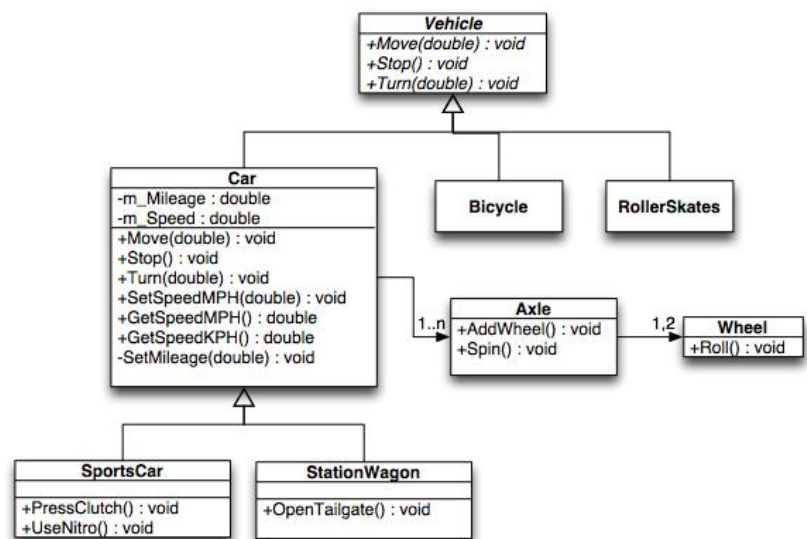 Vehicle
+Move(double) : void
+Stop() : void
+Turn(double) : void
Car
-m_Mileage : double
-m_Speed : double
+Move(double) : void
+Stop() : void
+Turn(double) : void
+SetSpeedMPH(double) : void
+GetSpeedMPH() : double
+GetSpeedKPH() : double
-SetMileage(double) : void
Bicycle
RollerSkates
1..n
Axle
+AddWheel() : void
+Spin() : void
1,2
Wheel
+Roll() : void
SportsCar
+PressClutch() : void
+UseNitro() : void
StationWagon
+OpenTailgate() : void